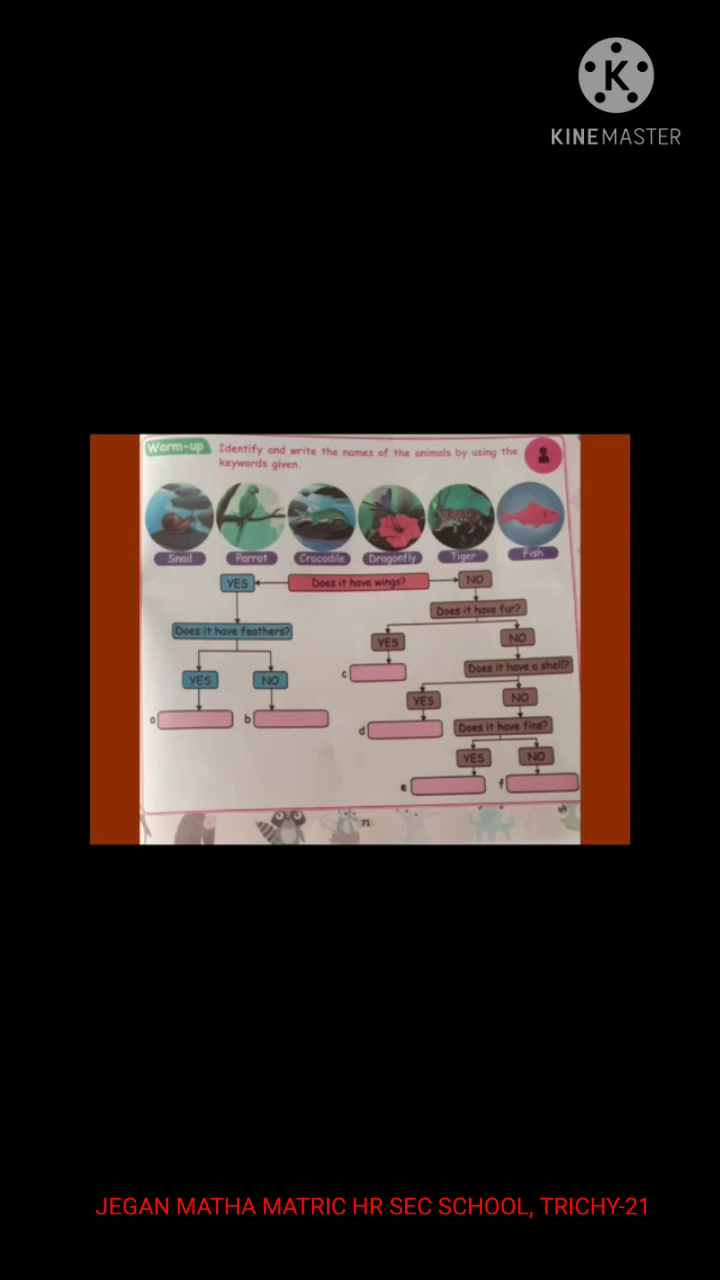 K
KINEMASTER
Warm-up
Identify and write the names of the animals by using the
keywords given.
Snail Parrot Crocodile Dragonfly Tiger Fish
YES Does it have wings? NO
Does it have fur?
Does it have feathers?
YES NO
Does it have a shell?
c
YES NO
YES NO
a b
d
Does it have fins?
YES NO
e f
71
JEGAN MATHA MATRIC HR SEC SCHOOL, TRICHY-21